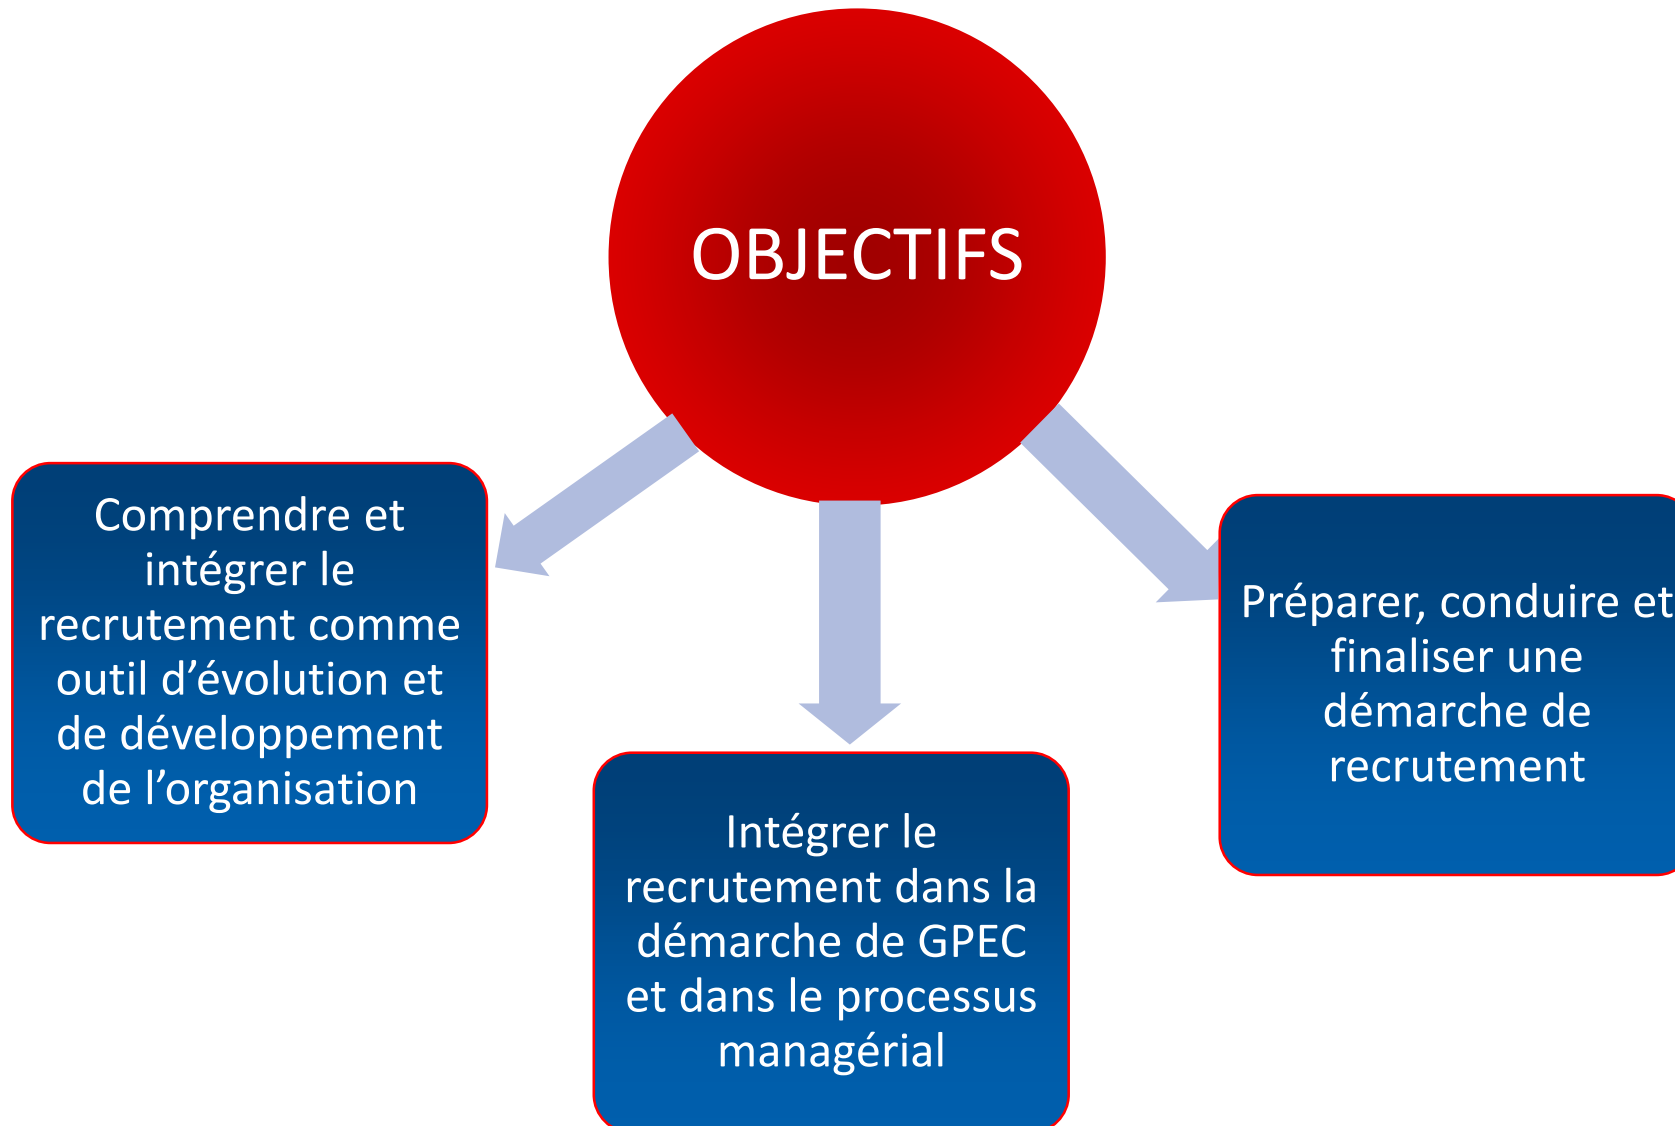 OBJECTIFS
Comprendre et
intégrer le
recrutement comme
outil d’évolution et
de développement
de l’organisation
Intégrer le
recrutement dans la
démarche de GPEC
et dans le processus
managérial
Préparer, conduire et
finaliser une
démarche de
recrutement